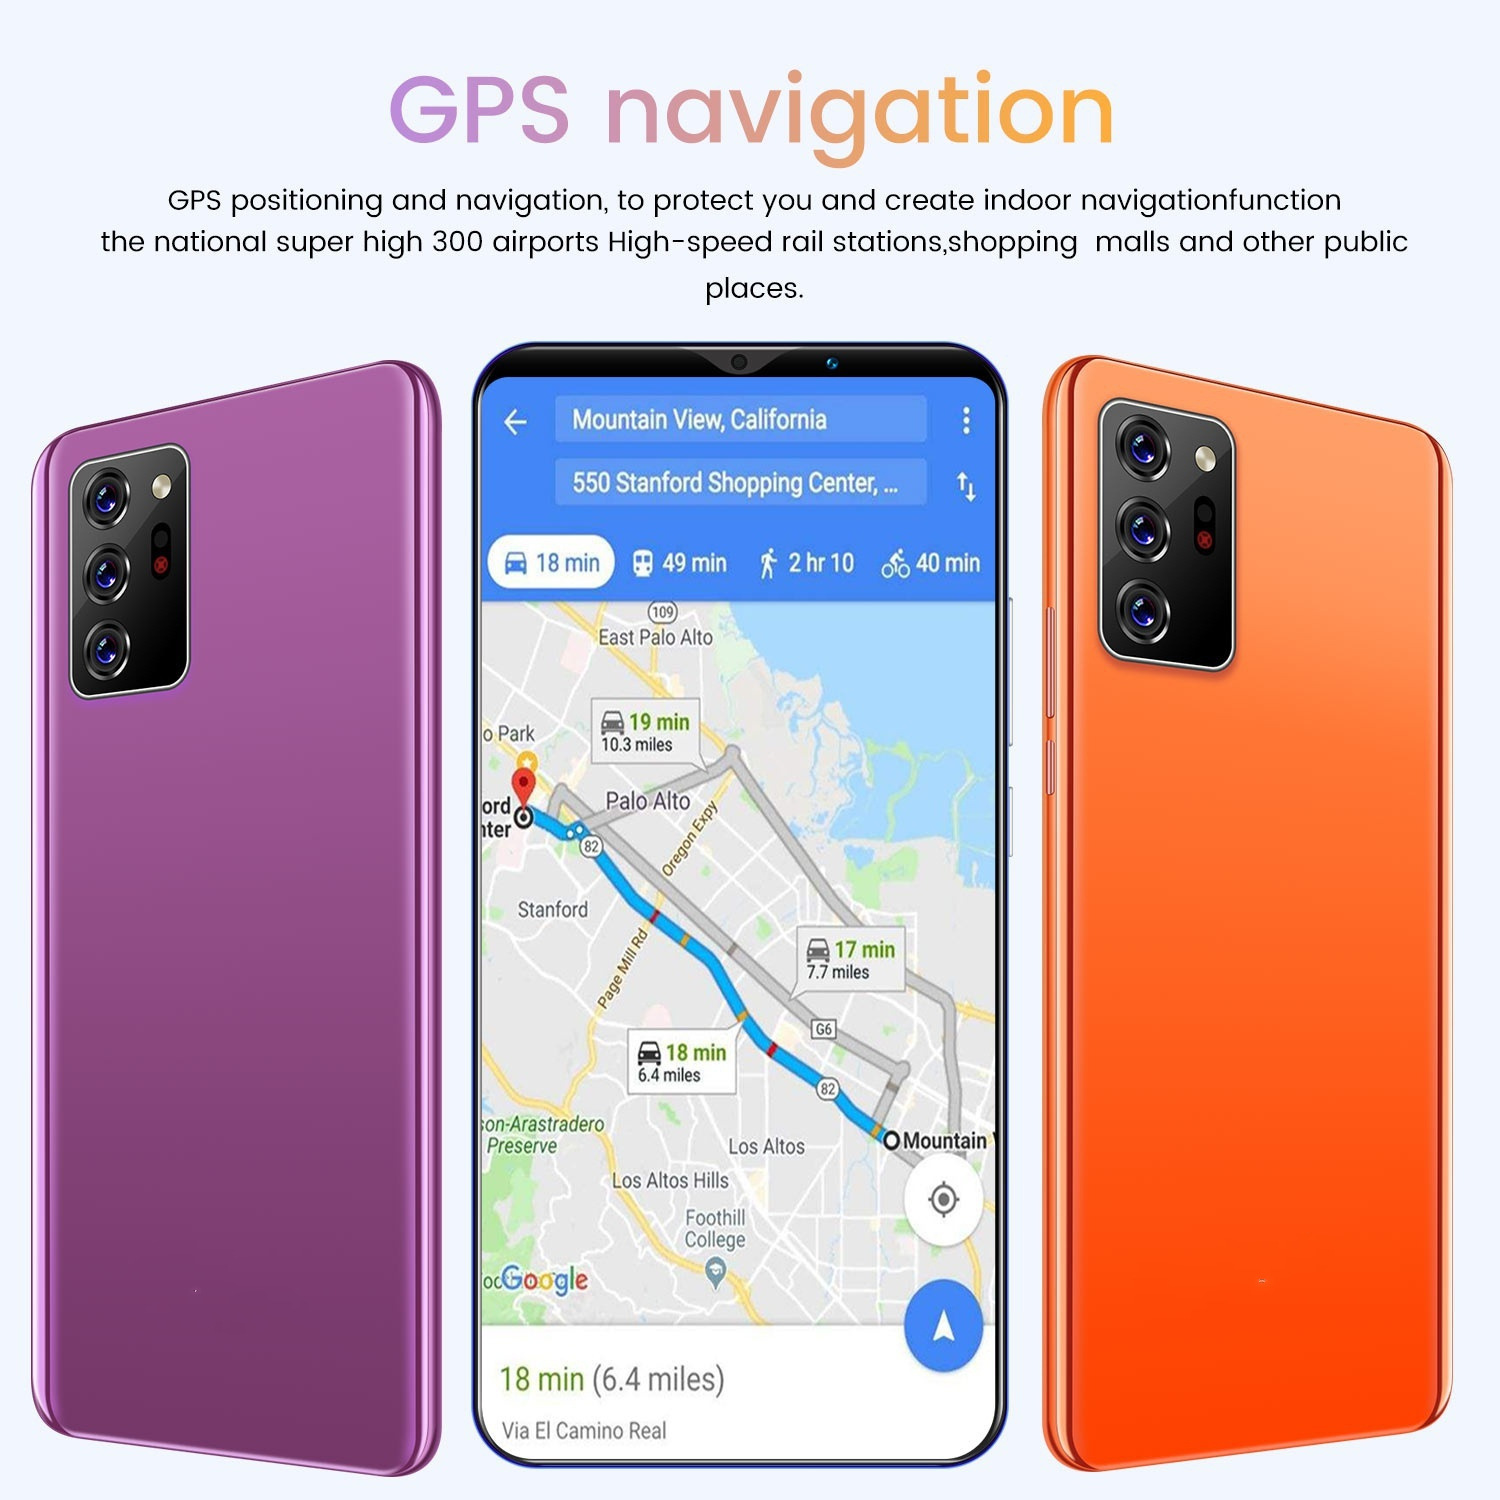 GPS navigation
GPS positioning and navigation, to protect you and create indoor navigationfunction
the national super high 300 airports High-speed rail stations,shopping malls and other public
places.
Mountain View, California
550 Stanford Shopping Center, ...
18 min 49 min 2 hr 10 40 min
109
East Palo Alto
19 min
10.3 miles
o Park
Palo Alto
ord
nter
82
Oregon Expy
Stanford
Page Mill Rd
17 min
7.7 miles
G6
18 min
6.4 miles
82
son-Arastradero
Preserve
Mountain V
Los Altos
Los Altos Hills
Foothill
College
oc
Google
18 min (6.4 miles)
Via El Camino Real